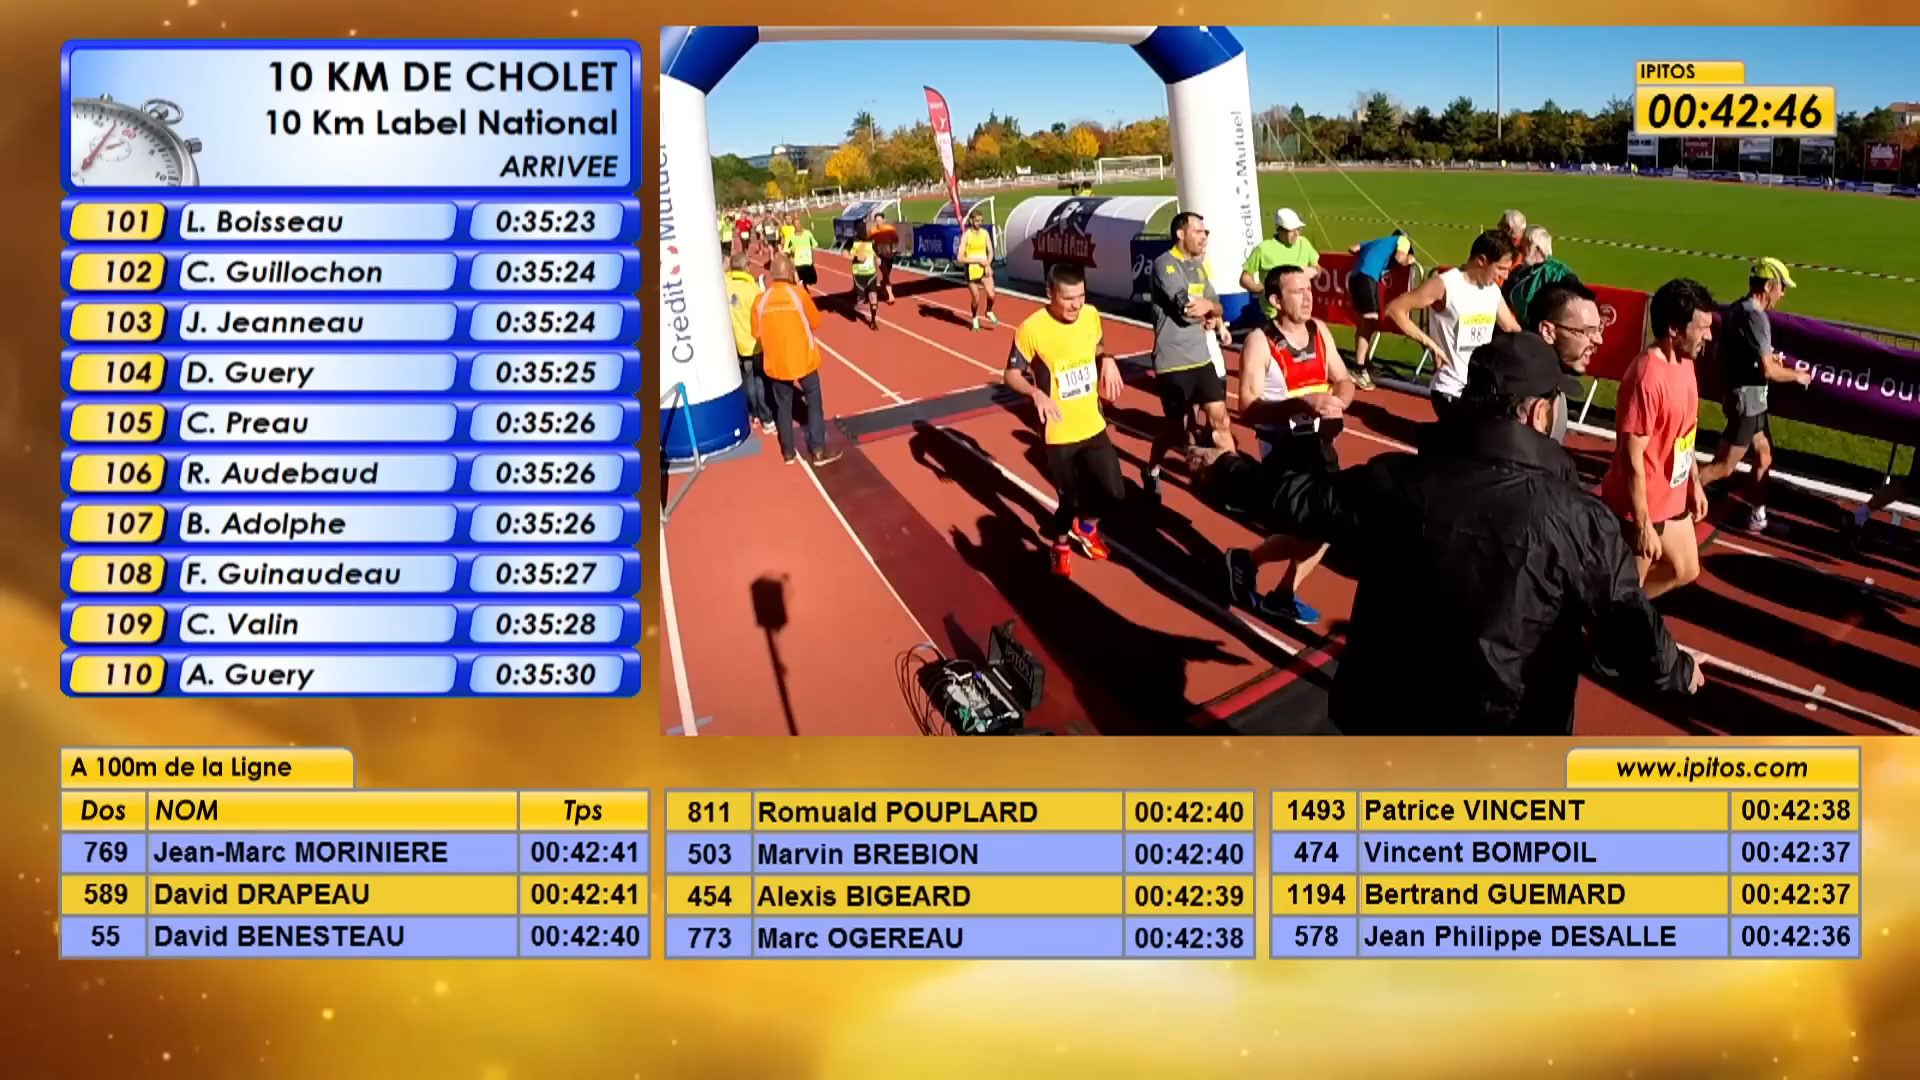 10 KM DE CHOLET
10 Km Label National
ARRIVEE
101 L. Boisseau 0:35:23
102 C. Guillochon 0:35:24
103 J. Jeanneau 0:35:24
104 D. Guery 0:35:25
105 C. Preau 0:35:26
106 R. Audebaud 0:35:26
107 B. Adolphe 0:35:26
108 F. Guinaudeau 0:35:27
109 C. Valin 0:35:28
110 A. Guery 0:35:30
IPITOS
00:42:46
Crédit Mutuel
Crédit Mutuel
Arrivée
La Boîte à Pizza
1043
grand
IPITOS
A 100m de la Ligne
www.ipitos.com
Dos NOM Tps
769 Jean-Marc MORINIERE 00:42:41
589 David DRAPEAU 00:42:41
55 David BENESTEAU 00:42:40
811 Romuald POUPLARD 00:42:40
503 Marvin BREBION 00:42:40
454 Alexis BIGEARD 00:42:39
773 Marc OGEREAU 00:42:38
1493 Patrice VINCENT 00:42:38
474 Vincent BOMPOIL 00:42:37
1194 Bertrand GUEMARD 00:42:37
578 Jean Philippe DESALLE 00:42:36